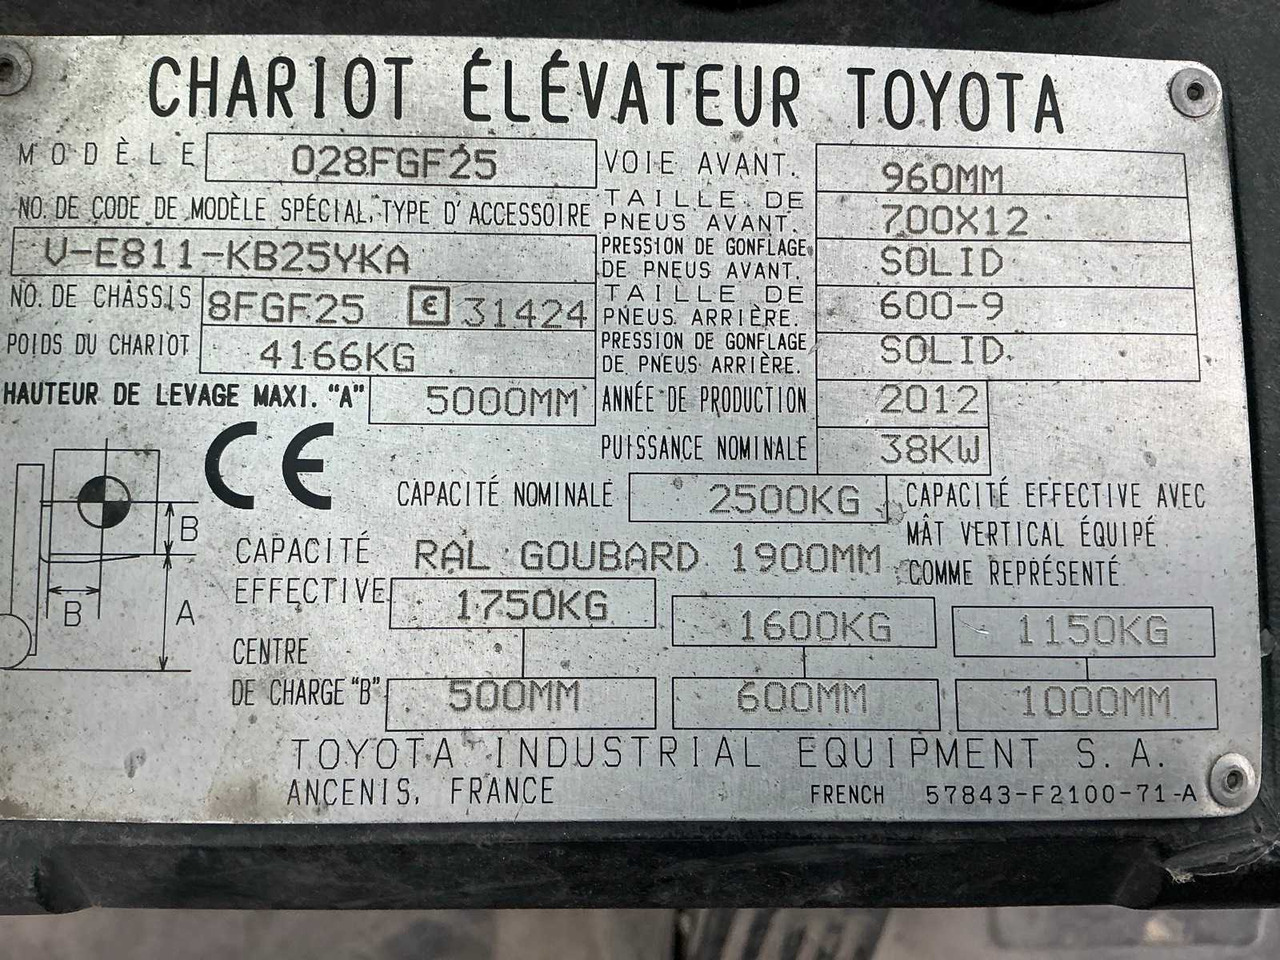 CHARIOT ÉLÉVATEUR TOYOTA
MODÈLE 028FGF25
NO. DE CODE DE MODÈLE SPÉCIAL, TYPE D'ACCESSOIRE
V-E811-KB25YKA
NO. DE CHÂSSIS 8FGF25 E 31424
POIDS DU CHARIOT 4166KG
HAUTEUR DE LEVAGE MAXI. "A" 5000MM
VOIE AVANT. 960MM
TAILLE DE
PNEUS AVANT. 700X12
PRESSION DE GONFLAGE
DE PNEUS AVANT. SOLID
TAILLE DE
PNEUS ARRIÈRE. 600-9
PRESSION DE GONFLAGE
DE PNEUS ARRIÈRE. SOLID
ANNÉE DE PRODUCTION 2012
PUISSANCE NOMINALE 38KW
CE
CAPACITÉ NOMINALE 2500KG
CAPACITÉ EFFECTIVE AVEC
MÂT VERTICAL ÉQUIPÉ
COMME REPRÉSENTÉ
B
B
A
CAPACITÉ
EFFECTIVE
RAL GOUBARD 1900MM
1750KG 1600KG 1150KG
CENTRE
DE CHARGE "B" 500MM 600MM 1000MM
TOYOTA INDUSTRIAL EQUIPMENT S.A.
ANCENIS, FRANCE FRENCH 57843-F2100-71-A